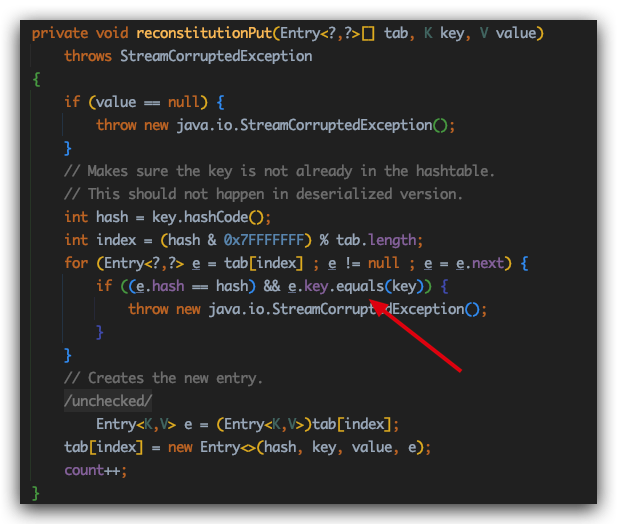 private void reconstitutionPut(Entry<?,?>[] tab, K key, V value)
throws StreamCorruptedException
{
if (value == null) {
throw new java.io.StreamCorruptedException();
}
// Makes sure the key is not already in the hashtable.
// This should not happen in deserialized version.
int hash = key.hashCode();
int index = (hash & 0x7FFFFFFF) % tab.length;
for (Entry<?,?> e = tab[index] ; e != null ; e = e.next) {
if ((e.hash == hash) && e.key.equals(key)) {
throw new java.io.StreamCorruptedException();
}
}
// Creates the new entry.
/unchecked/
Entry<K,V> e = (Entry<K,V>)tab[index];
tab[index] = new Entry<>(hash, key, value, e);
count++;
}